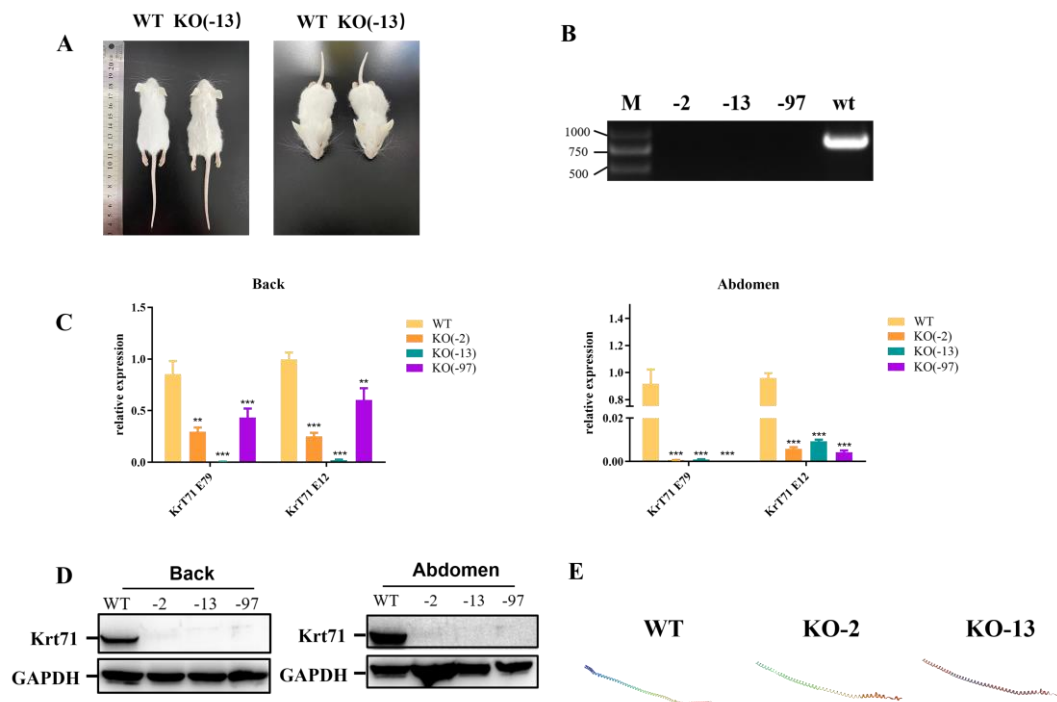 WT KO(-13) WT KO(-13)
A
B
M -2 -13 -97 wt
1000
750
500
C
Back
relative expression
1.5
1.0
0.5
0.0
WT
KO(-2)
KO(-13)
KO(-97)
** *** ***
*** *** **
KrT71 E79
KrT71 E12
Abdomen
relative expression
1.4
1.2
1.0
0.8
0.02
0.00
WT
KO(-2)
KO(-13)
KO(-97)
*** *** ***
*** *** ***
KrT71 E79
KrT71 E12
D
Back
WT -2 -13 -97
Krt71
GAPDH
Abdomen
WT -2 -13 -97
Krt71
GAPDH
E
WT KO-2 KO-13